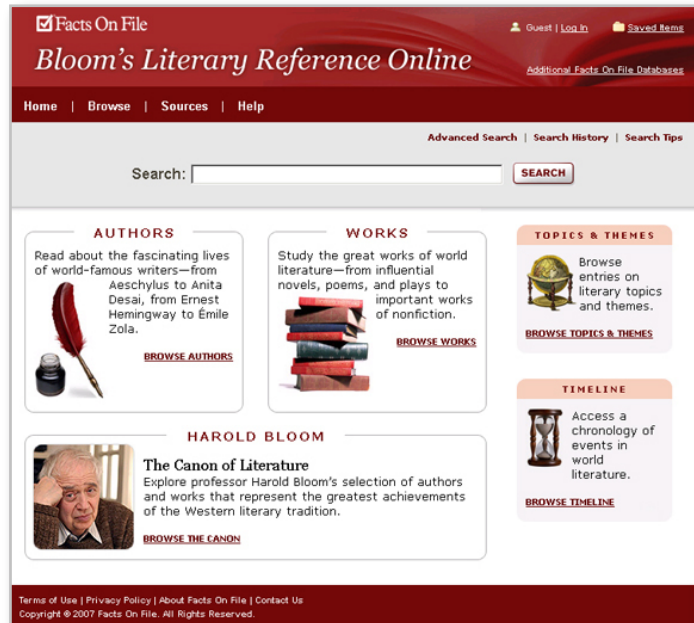 Facts On File
Guest | Log In
Saved Items
Bloom's Literary Reference Online
Additional Facts On File Databases
Home | Browse | Sources | Help
Advanced Search | Search History | Search Tips
Search:
SEARCH
AUTHORS
Read about the fascinating lives
of world-famous writers—from
Aeschylus to Anita
Desai, from Ernest
Hemingway to Émile
Zola.
BROWSE AUTHORS
WORKS
Study the great works of world
literature—from influential
novels, poems, and plays to
important works
of nonfiction.
BROWSE WORKS
TOPICS & THEMES
Browse
entries on
literary topics
and themes.
BROWSE TOPICS & THEMES
TIMELINE
Access a
chronology of
events in
world
literature.
BROWSE TIMELINE
HAROLD BLOOM
The Canon of Literature
Explore professor Harold Bloom's selection of authors
and works that represent the greatest achievements
of the Western literary tradition.
BROWSE THE CANON
Terms of Use | Privacy Policy | About Facts On File | Contact Us
Copyright © 2007 Facts On File. All Rights Reserved.